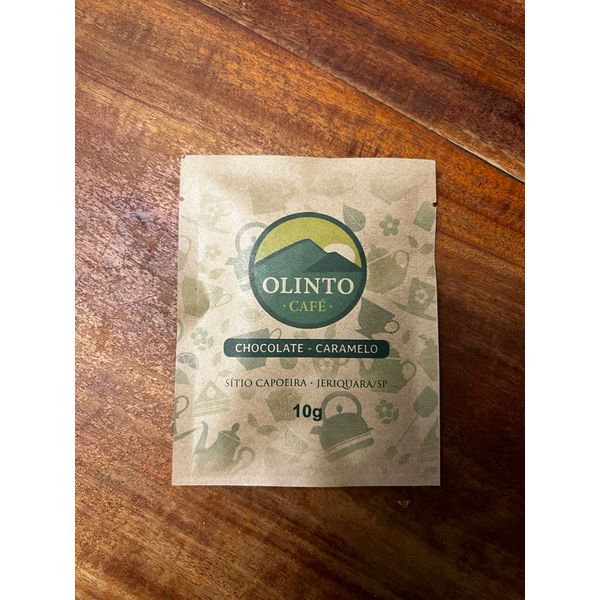 OLINTO
· CAFÉ ·
CHOCOLATE - CARAMELO
SÍTIO CAPOEIRA · JERIQUARA/SP
10g